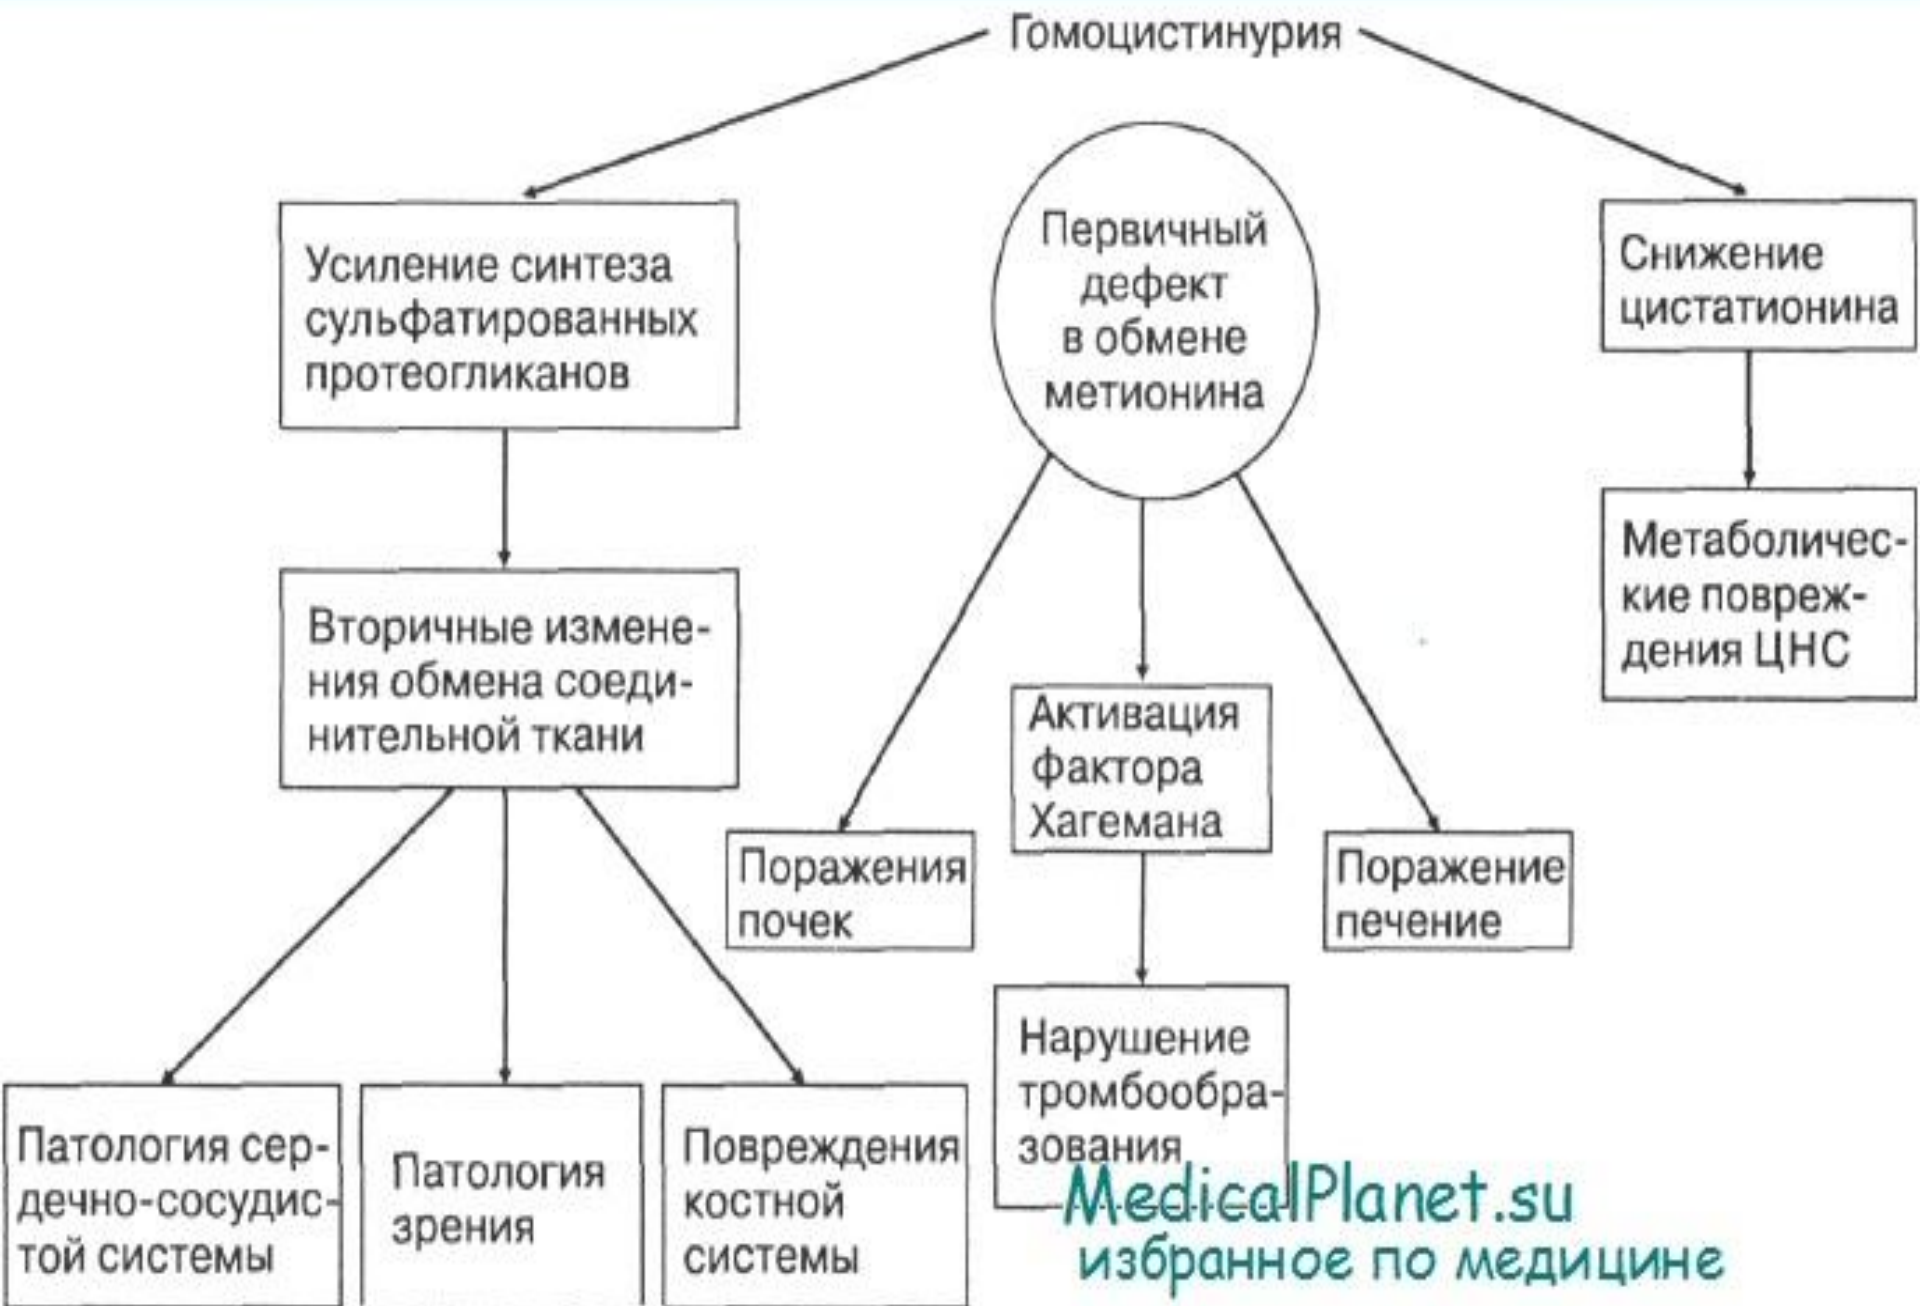 Гомоцистинурия
Усиление синтеза
сульфатированных
протеогликанов
Первичный
дефект
в обмене
метионина
Снижение
цистатионина
Вторичные измене-
ния обмена соеди-
нительной ткани
Метаболичес-
кие повреж-
дения ЦНС
Активация
фактора
Хагемана
Поражения
почек
Поражение
печение
Патология сер-
дечно-сосудис-
той системы
Патология
зрения
Повреждения
костной
системы
Нарушение
тромбообра-
зования
MedicalPlanet.su
избранное по медицине